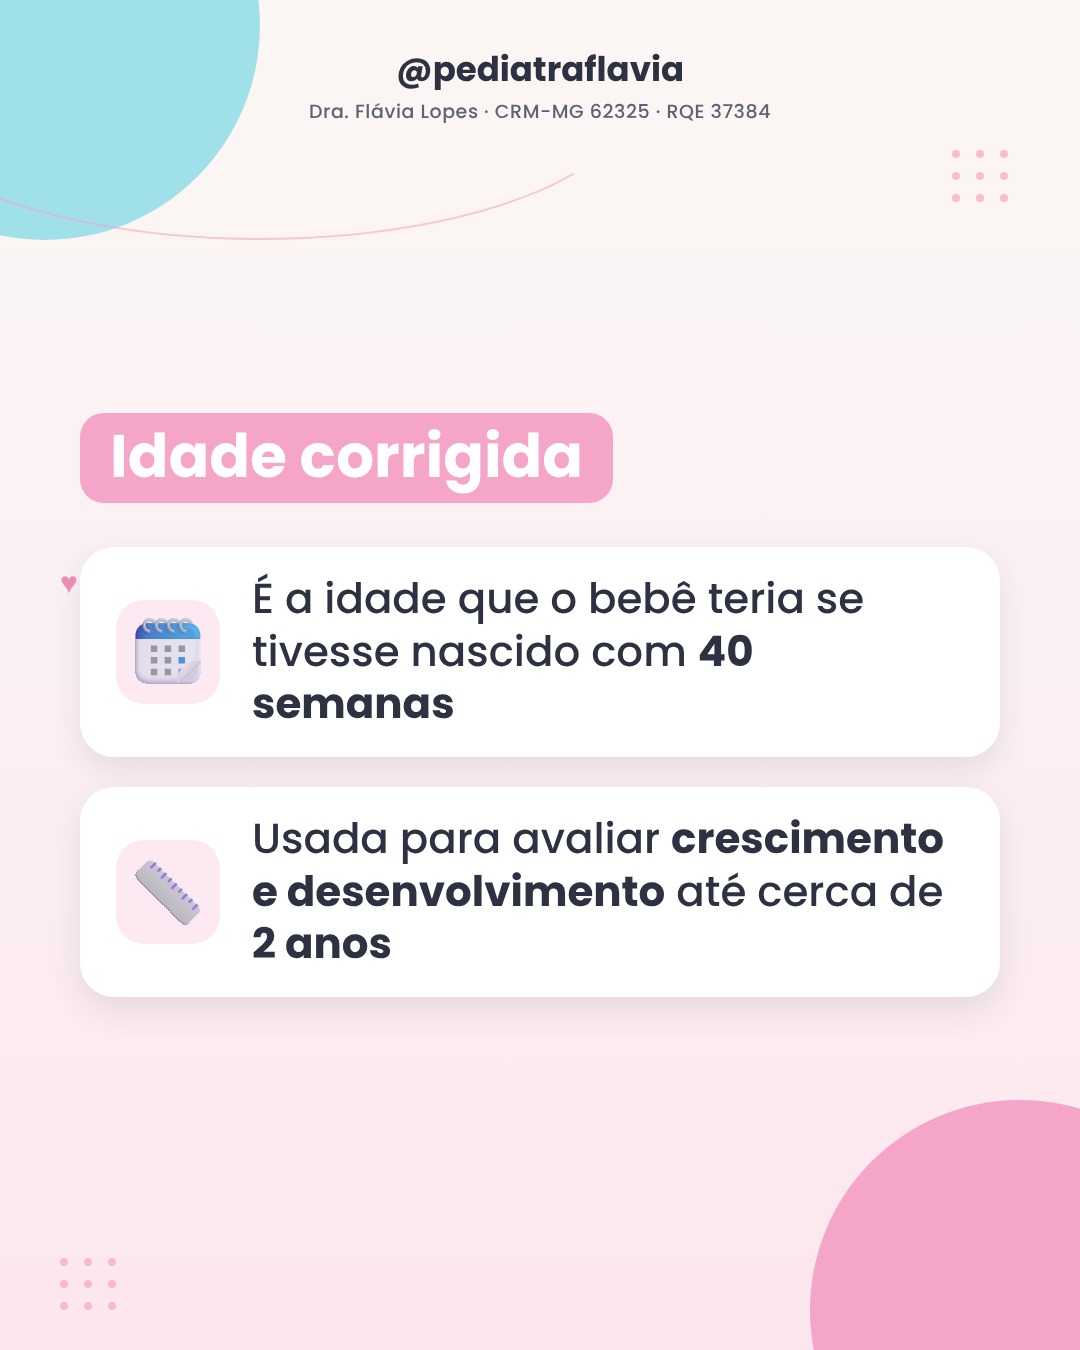 @pediatraflavia
Dra. Flávia Lopes · CRM-MG 62325 · RQE 37384
Idade corrigida
É a idade que o bebê teria se
tivesse nascido com 40
semanas
Usada para avaliar crescimento
e desenvolvimento até cerca de
2 anos